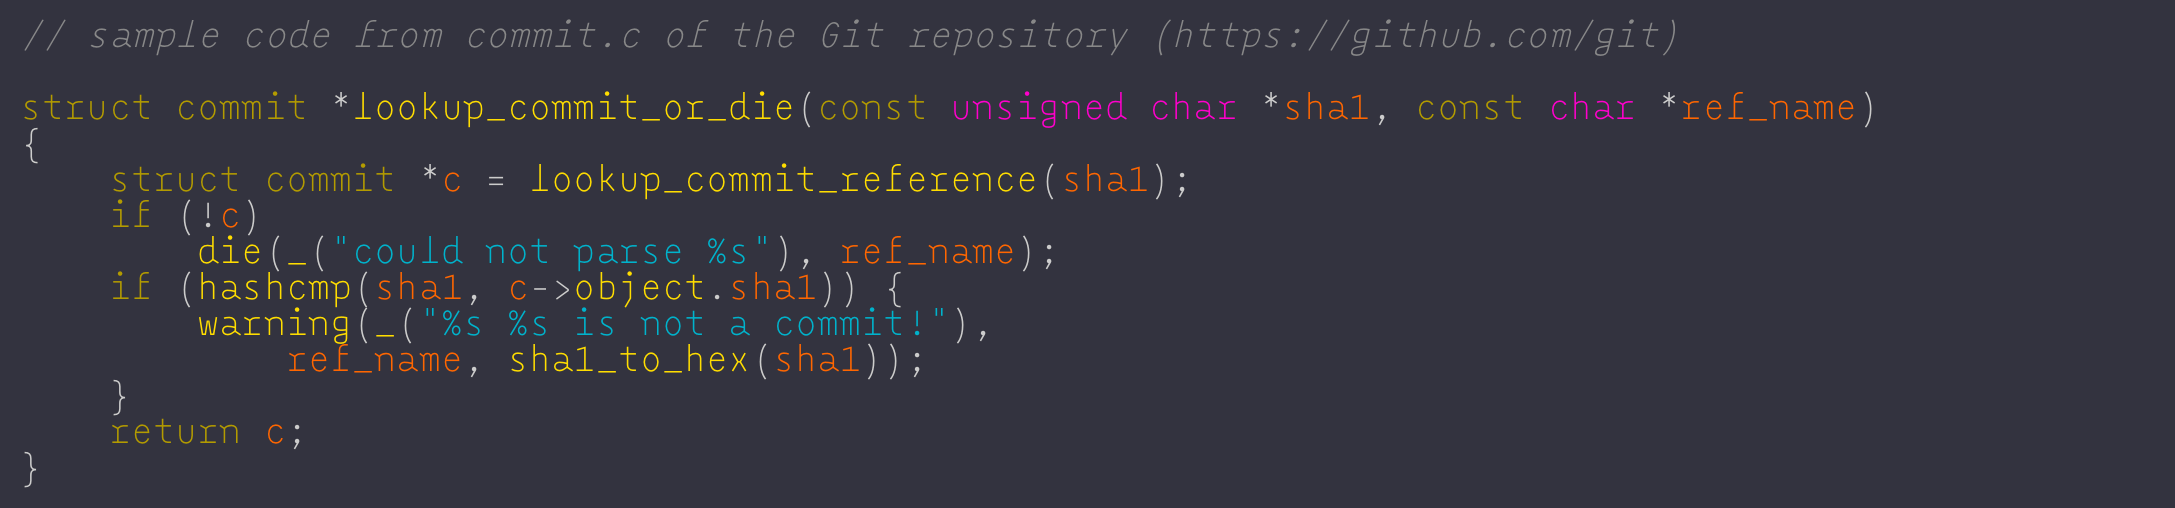 // sample code from commit.c of the Git repository (https://github.com/git)

struct commit *lookup_commit_or_die(const unsigned char *sha1, const char *ref_name)
{
    struct commit *c = lookup_commit_reference(sha1);
    if (!c)
        die(_("could not parse %s"), ref_name);
    if (hashcmp(sha1, c->object.sha1)) {
        warning(_("%s %s is not a commit!"),
            ref_name, sha1_to_hex(sha1));
    }
    return c;
}